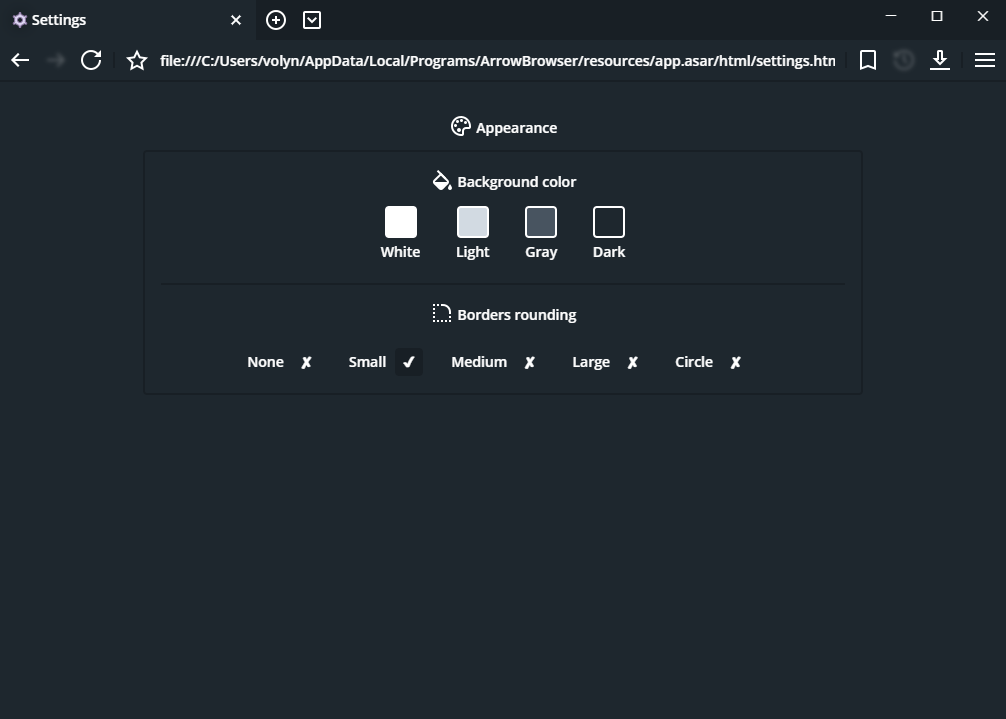 Settings
file:///C:/Users/volyn/AppData/Local/Programs/ArrowBrowser/resources/app.asar/html/settings.htm
Appearance
Background color
White Light Gray Dark
Borders rounding
None ✘ Small ✔ Medium ✘ Large ✘ Circle ✘